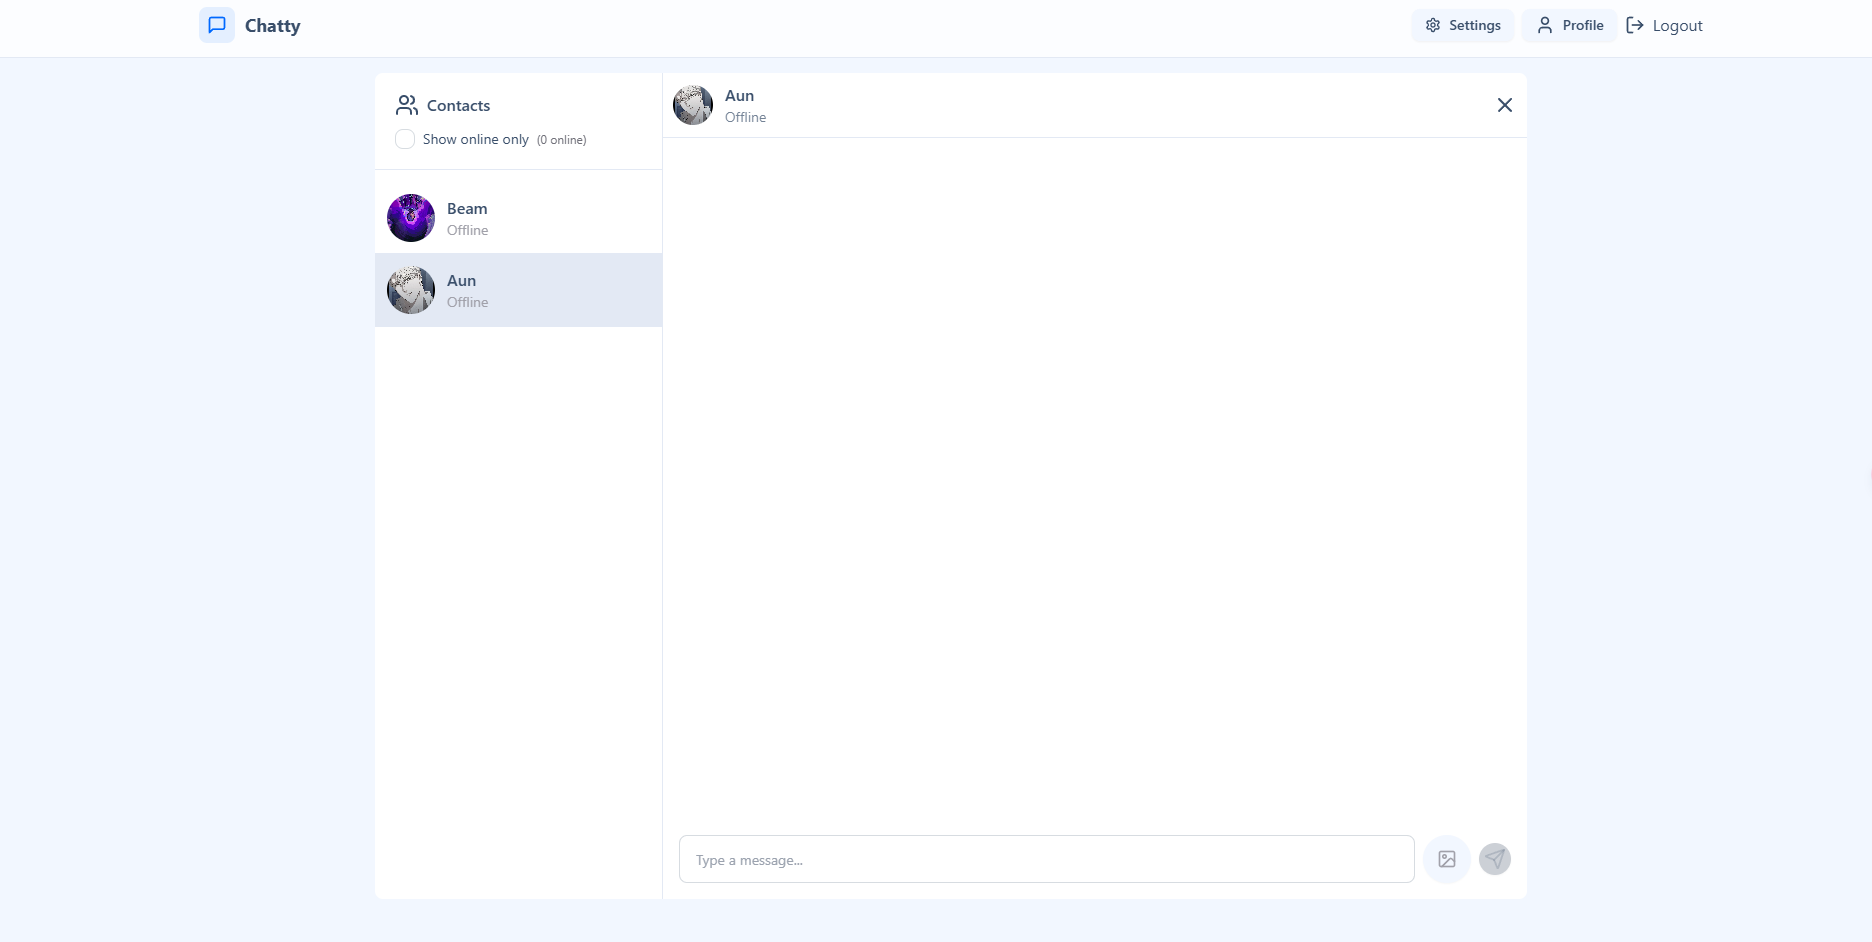 Chatty
Settings
Profile
Logout
Contacts
Show online only (0 online)
Beam
Offline
Aun
Offline
Aun
Offline
Type a message...